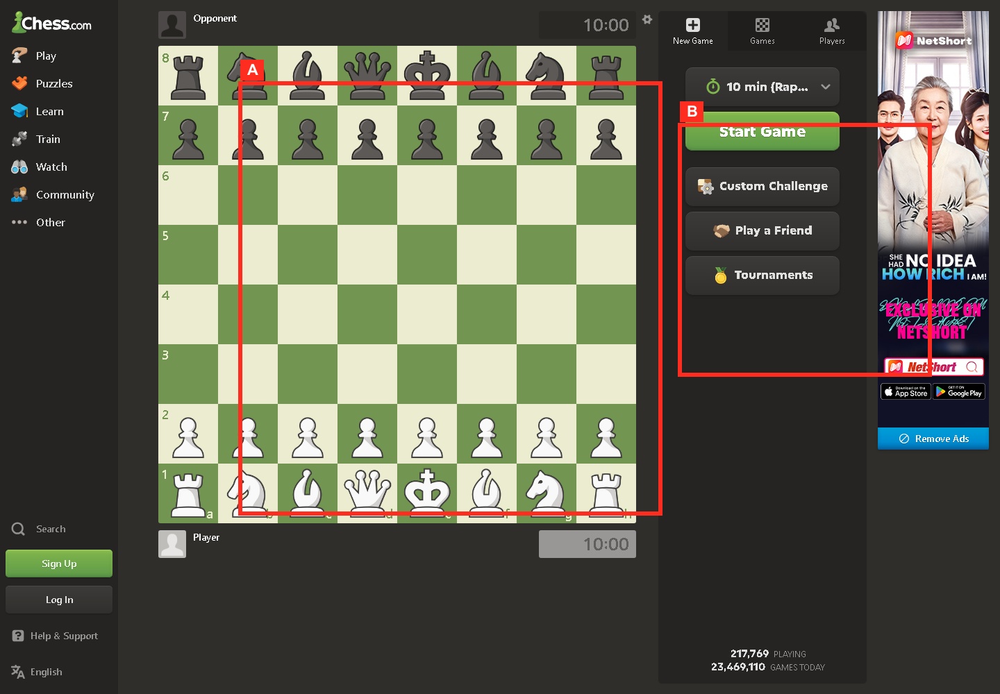 Chess.com
Play
Puzzles
Learn
Train
Watch
Community
Other
Search
Sign Up
Log In
Help & Support
English
Opponent
10:00
A
8
7
6
5
4
3
2
1
a b c d e f g h
Player
10:00
New Game
Games
Players
10 min (Rap...
B
Start Game
Custom Challenge
Play a Friend
Tournaments
217,769 PLAYING
23,469,110 GAMES TODAY
NetShort
SHE HAD NO IDEA
HOW RICH I AM!
EXCLUSIVE ON
NETSHORT
NetShort
Download on the App Store
GET IT ON Google Play
Remove Ads